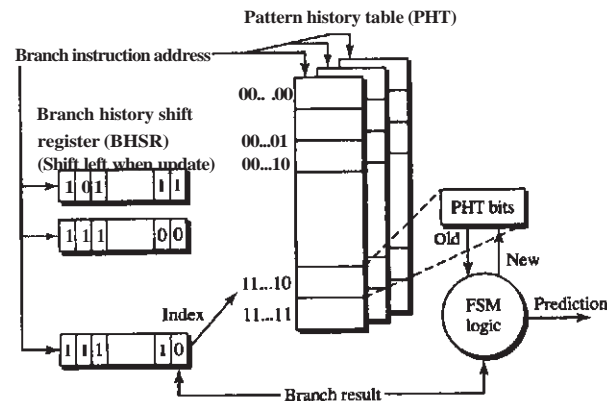 Pattern history table (PHT)
Branch instruction address
00.. .00
Branch history shift
register (BHSR)
(Shift left when update)
00...01
00...10
1 0 1 1 1
1 1 1 0 0
PHT bits
Old
New
11...10
11...11
Index
FSM
logic
Prediction
1 1 1 1 0
Branch result